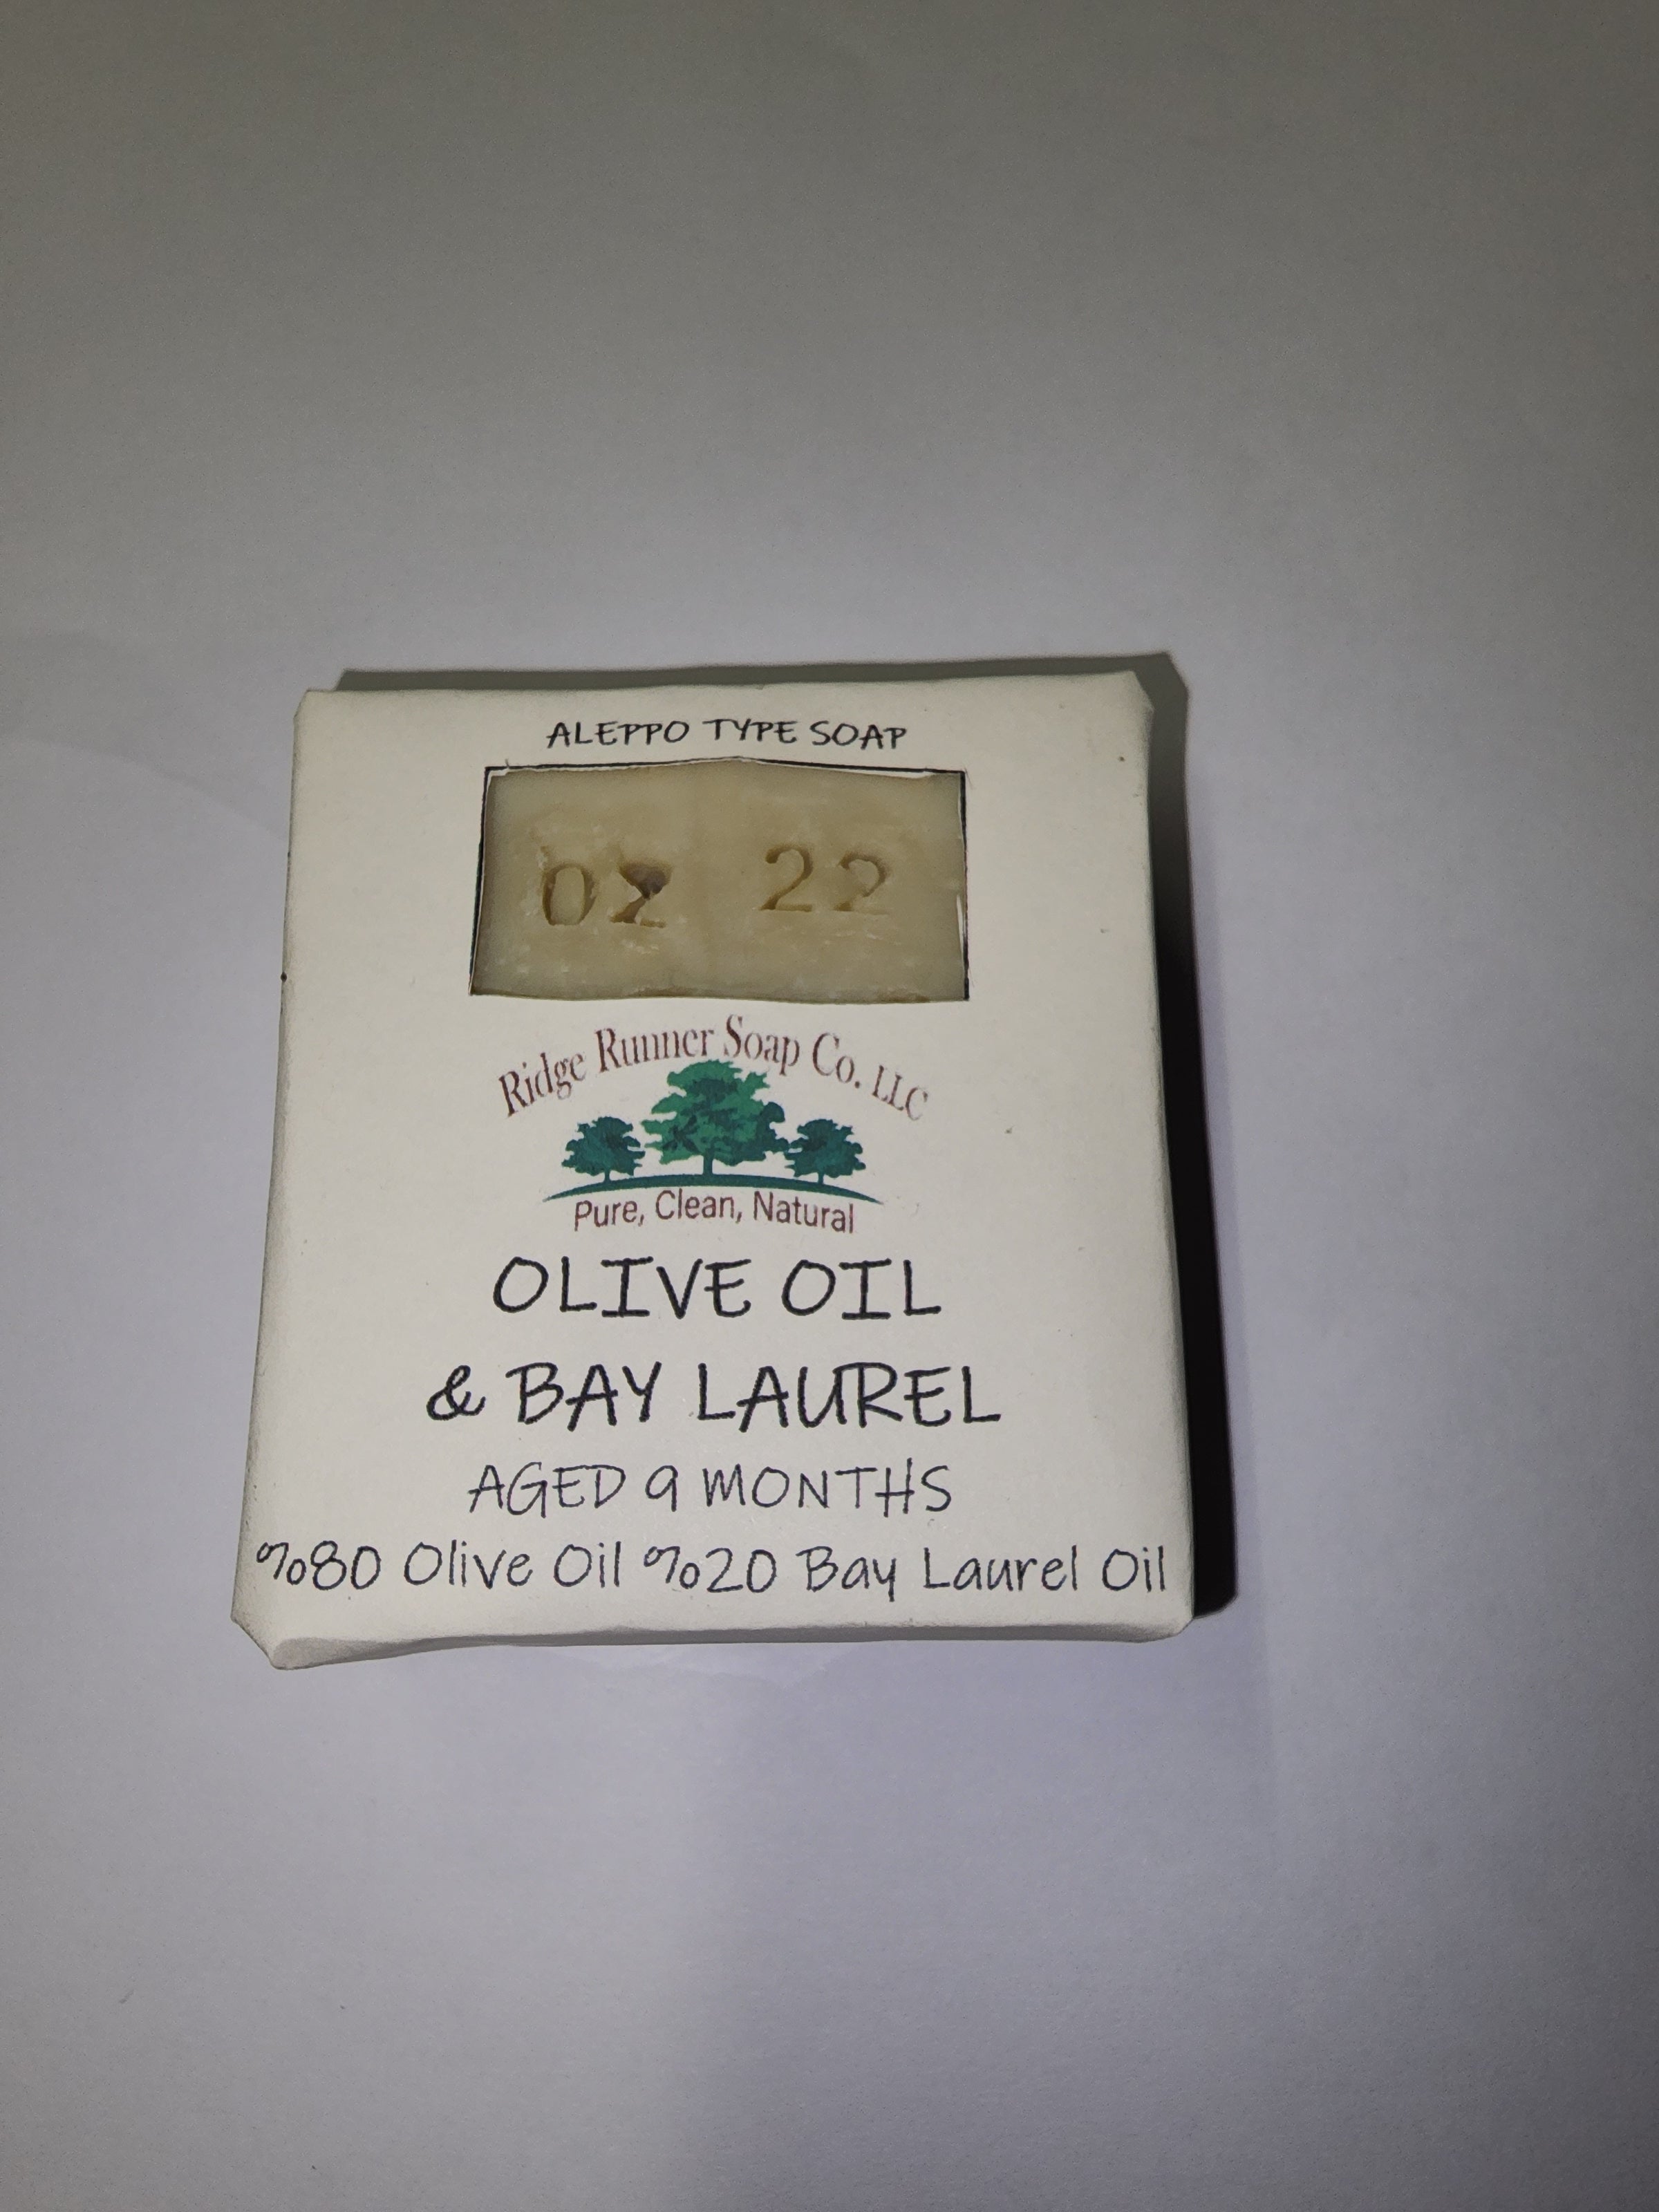 ALEPPO TYPE SOAP
02 22
Ridge Runner Soap Co. LLC
Pure, Clean, Natural
OLIVE OIL
& BAY LAUREL
AGED 9 MONTHS
%80 Olive Oil %20 Bay Laurel Oil